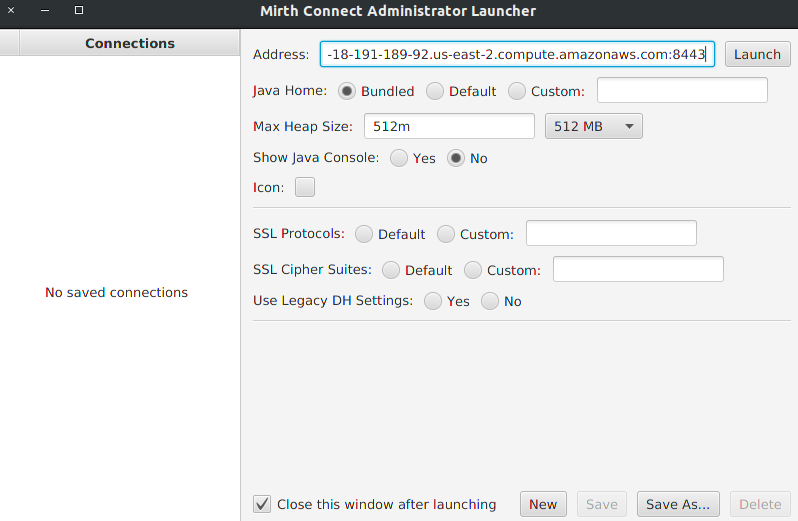 Mirth Connect Administrator Launcher
Connections
Address: -18-191-189-92.us-east-2.compute.amazonaws.com:8443 Launch
Java Home: Bundled Default Custom:
Max Heap Size: 512m 512 MB
Show Java Console: Yes No
Icon:
SSL Protocols: Default Custom:
SSL Cipher Suites: Default Custom:
No saved connections
Use Legacy DH Settings: Yes No
Close this window after launching New Save Save As... Delete